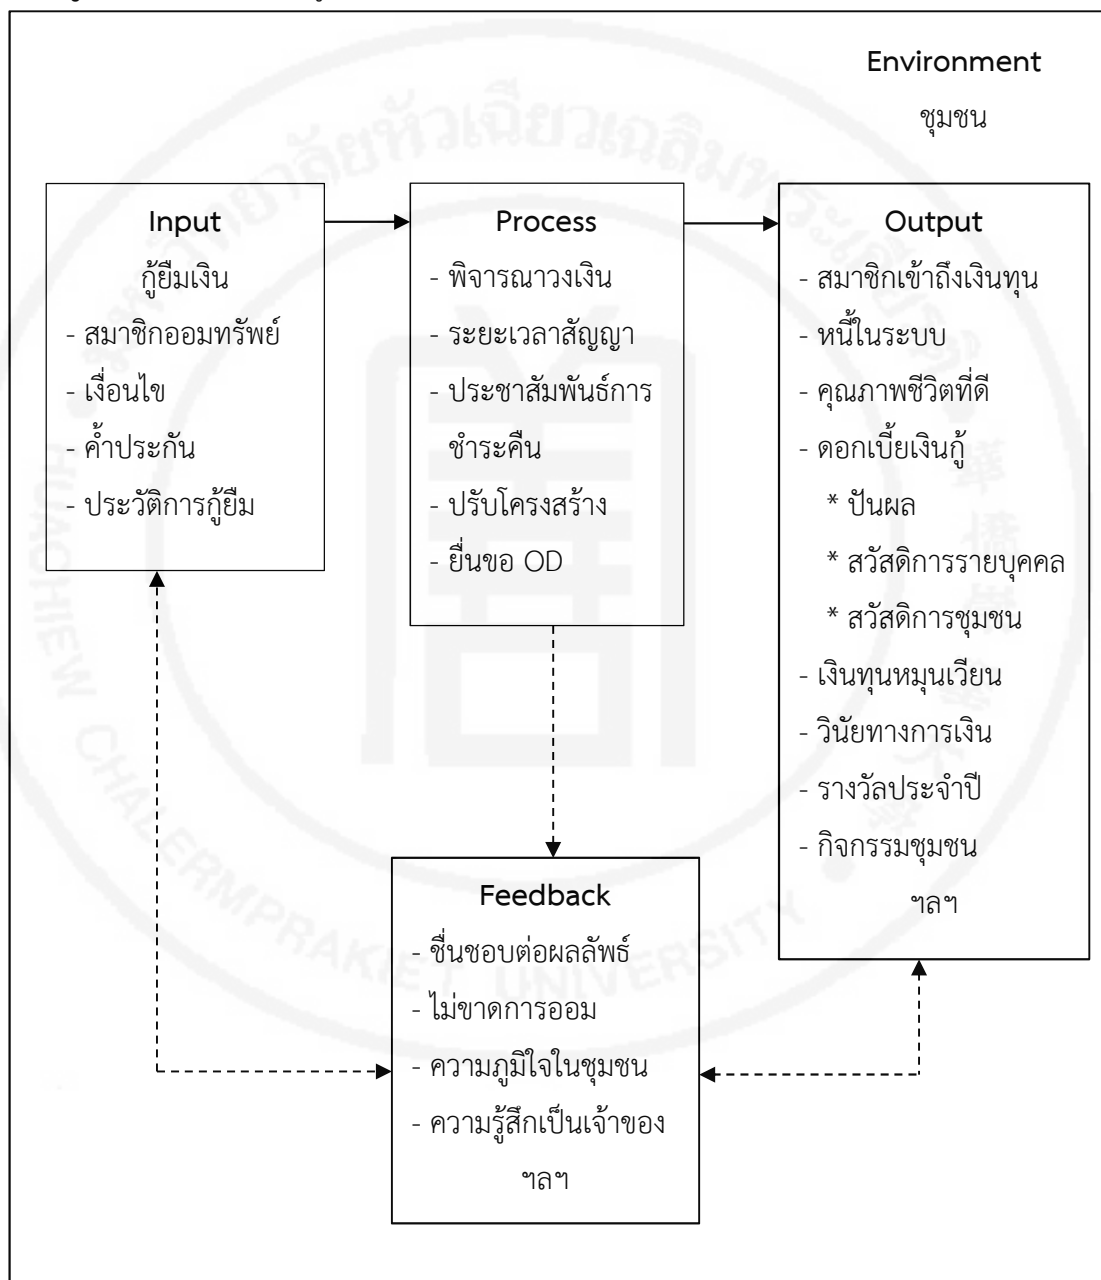 Environment
ชุมชน
Input
กู้ยืมเงิน
- สมาชิกออมทรัพย์
- เงื่อนไข
- ค้ำประกัน
- ประวัติการกู้ยืม
Process
- พิจารณาวงเงิน
- ระยะเวลาสัญญา
- ประชาสัมพันธ์การ
ชำระคืน
- ปรับโครงสร้าง
- ยื่นขอ OD
Output
- สมาชิกเข้าถึงเงินทุน
- หนี้ในระบบ
- คุณภาพชีวิตที่ดี
- ดอกเบี้ยเงินกู้
* ปันผล
* สวัสดิการรายบุคคล
* สวัสดิการชุมชน
- เงินทุนหมุนเวียน
- วินัยทางการเงิน
- รางวัลประจำปี
- กิจกรรมชุมชน
ฯลฯ
Feedback
- ชื่นชอบต่อผลลัพธ์
- ไม่ขาดการออม
- ความภูมิใจในชุมชน
- ความรู้สึกเป็นเจ้าของ
ฯลฯ
HUACHIEW CHALERMPRAKIET UNIVERSITY